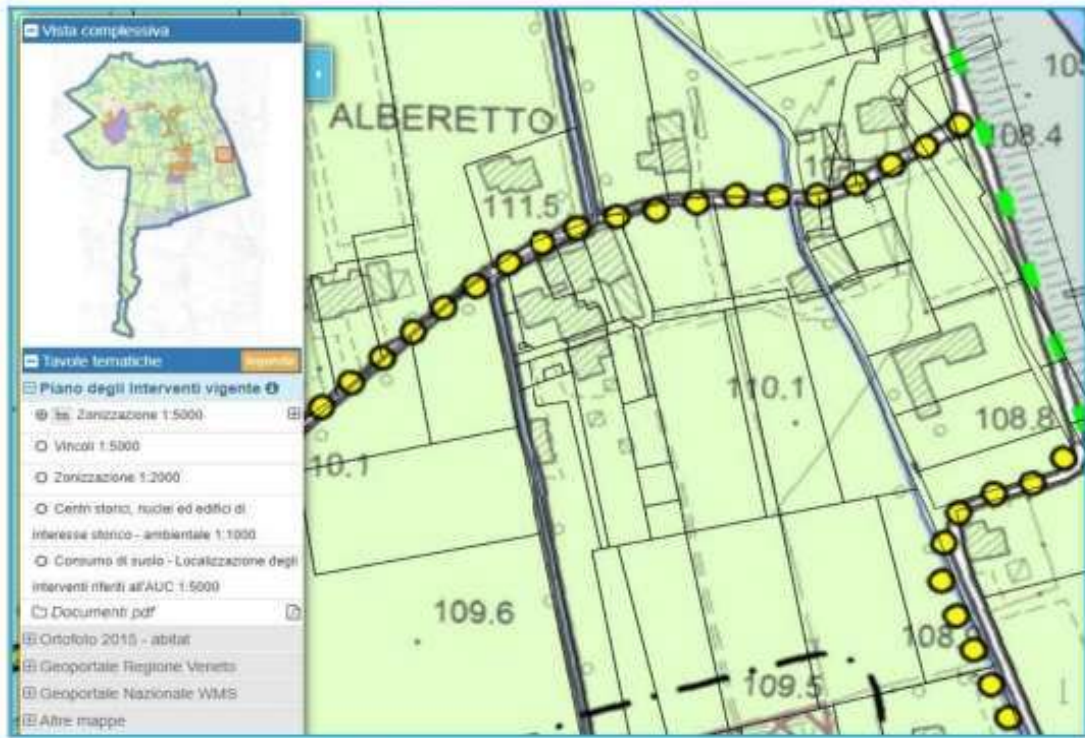 Vista complessiva
Tavole tematiche
Piano degli Interventi vigente
Zonizzazione 1:5000
Vincoli 1:5000
Zonizzazione 1:2000
Centri storici, nuclei ed edifici di
interesse storico - ambientale 1:1000
Consumo di suolo - Localizzazione degli
interventi riferiti all'AUC 1:5000
Documenti pdf
Ortofoto 2015 - abitat
Geoportale Regione Veneto
Geoportale Nazionale WMS
Altre mappe
ALBERETTO
108.4
111.5
110.1
108.8
10.1
109.6
108.
109.5